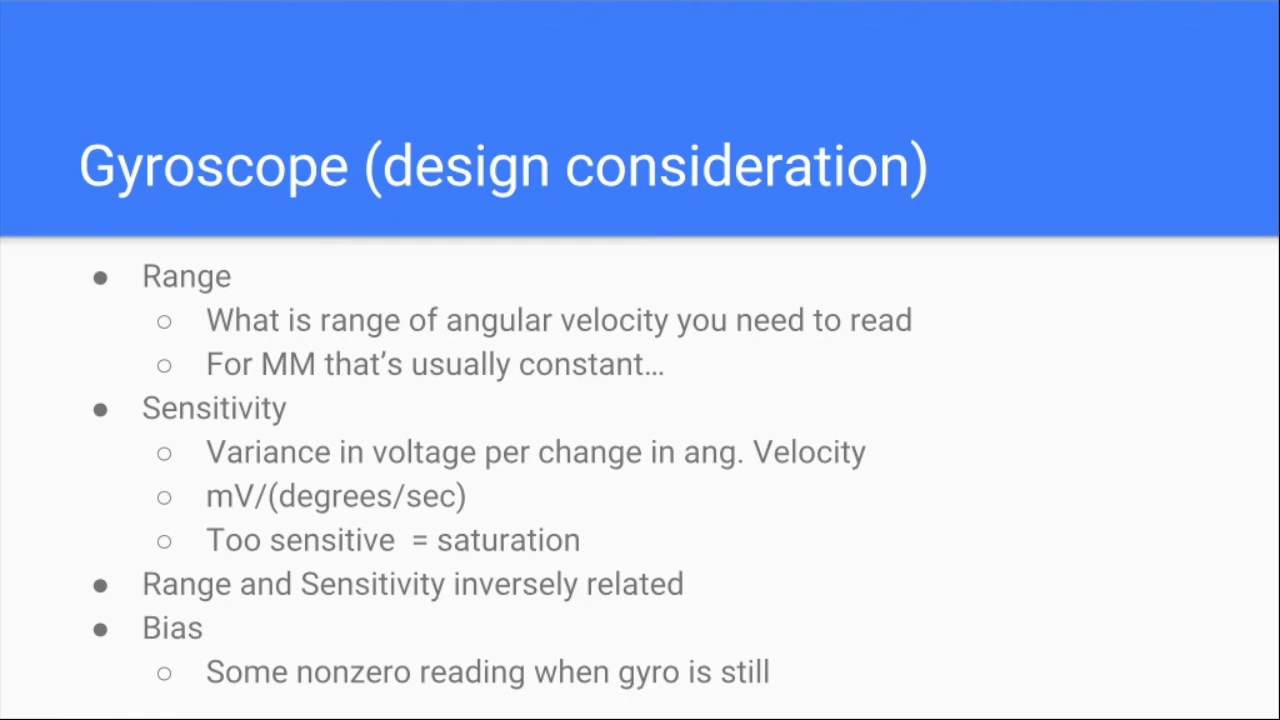 Gyroscope (design consideration)
● Range
○ What is range of angular velocity you need to read
○ For MM that’s usually constant…
● Sensitivity
○ Variance in voltage per change in ang. Velocity
○ mV/(degrees/sec)
○ Too sensitive  = saturation
● Range and Sensitivity inversely related
● Bias
○ Some nonzero reading when gyro is still